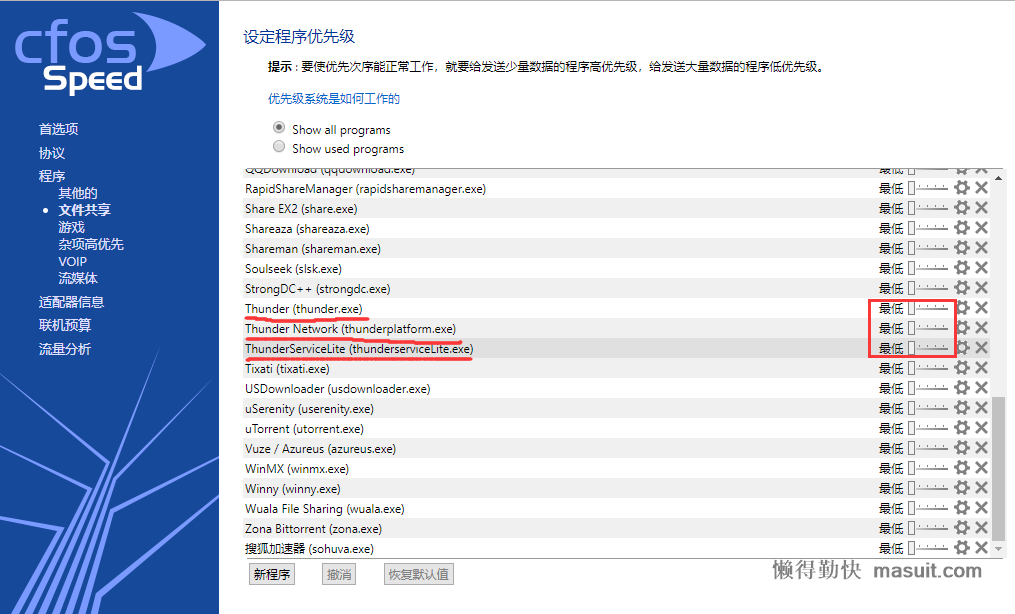 cfos
Speed
首选项
协议
程序
其他的
文件共享
游戏
杂项高优先
VOIP
流媒体
适配器信息
联机预算
流量分析
设定程序优先级
提示 : 要使优先次序能正常工作，就要给发送少量数据的程序高优先级，给发送大量数据的程序低优先级。
优先级系统是如何工作的
Show all programs
Show used programs
QQDownload (qqdownload.exe) 最低
RapidShareManager (rapidsharemanager.exe) 最低
Share EX2 (share.exe) 最低
Shareaza (shareaza.exe) 最低
Shareman (shareman.exe) 最低
Soulseek (slsk.exe) 最低
StrongDC++ (strongdc.exe) 最低
Thunder (thunder.exe) 最低
Thunder Network (thunderplatform.exe) 最低
ThunderServiceLite (thunderserviceLite.exe) 最低
Tixati (tixati.exe) 最低
USDownloader (usdownloader.exe) 最低
uSerenity (userenity.exe) 最低
uTorrent (utorrent.exe) 最低
Vuze / Azureus (azureus.exe) 最低
WinMX (winmx.exe) 最低
Winny (winny.exe) 最低
Wuala File Sharing (wuala.exe) 最低
Zona Bittorrent (zona.exe) 最低
搜狐加速器 (sohuva.exe) 最低
新程序 撤消 恢复默认值
懒得勤快 masuit.com